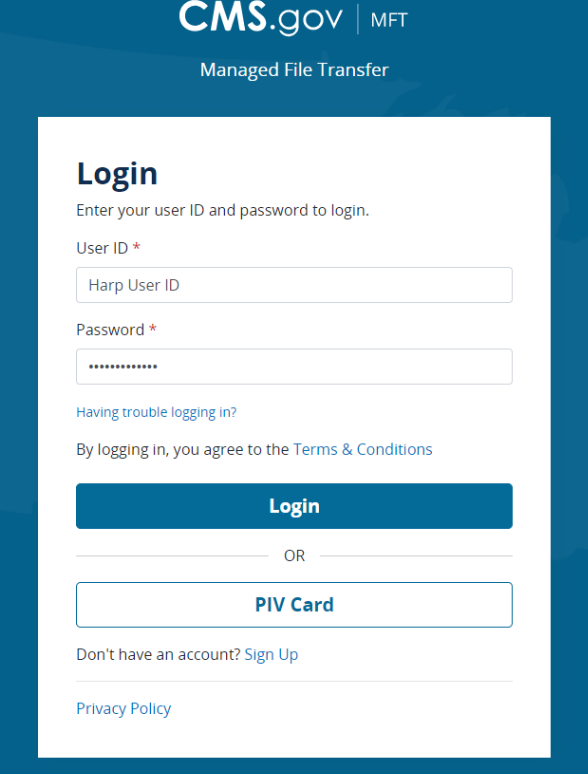 CMS.gov | MFT
Managed File Transfer
Login
Enter your user ID and password to login.
User ID *
Harp User ID
Password *
•••••••••••••
Having trouble logging in?
By logging in, you agree to the Terms & Conditions
Login
OR
PIV Card
Don't have an account? Sign Up
Privacy Policy